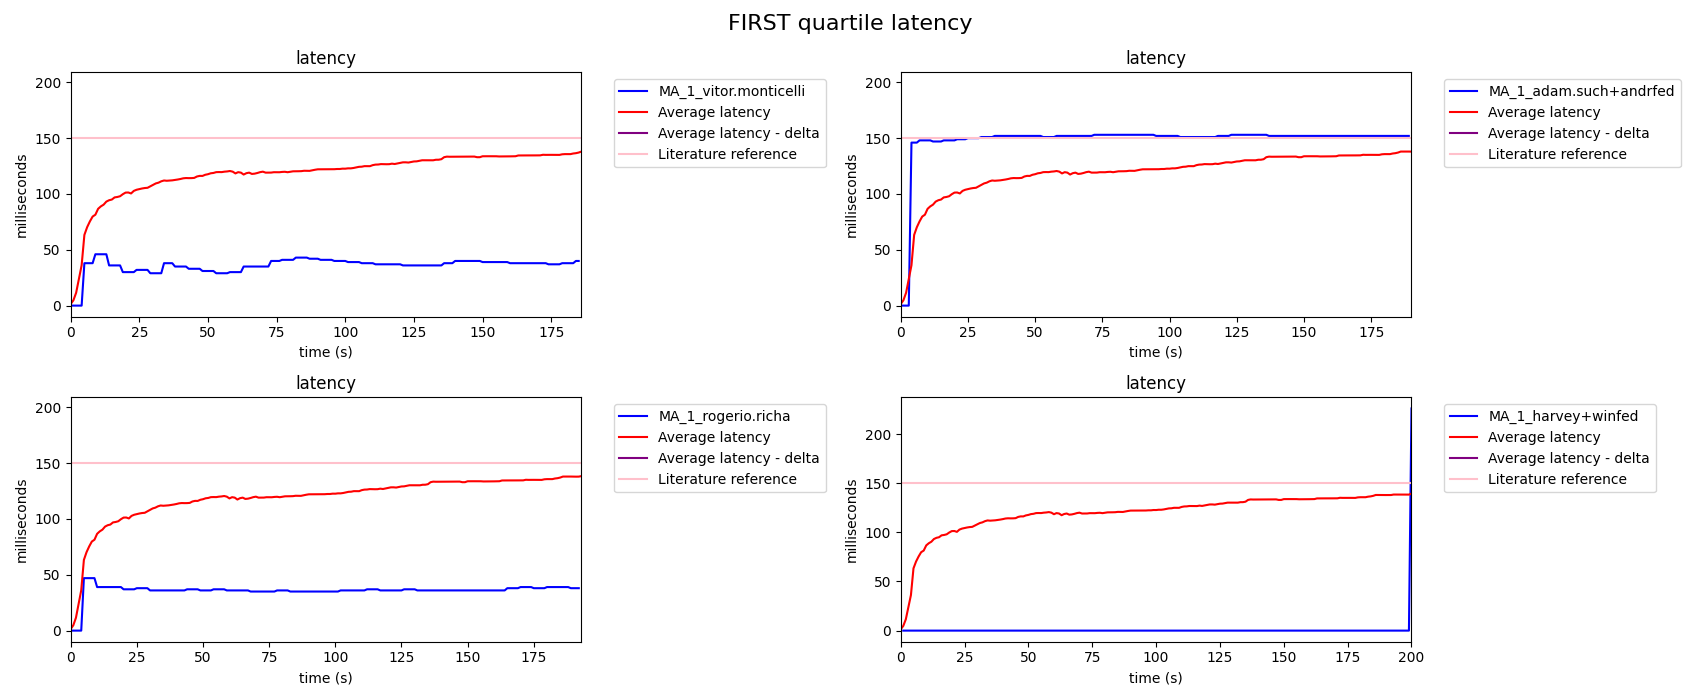 FIRST quartile latency
latency
200
150
100
50
0
milliseconds
0 25 50 75 100 125 150 175
time (s)
MA_1_vitor.monticelli
Average latency
Average latency - delta
Literature reference
latency
200
150
100
50
0
milliseconds
0 25 50 75 100 125 150 175
time (s)
MA_1_adam.such+andrfed
Average latency
Average latency - delta
Literature reference
latency
200
150
100
50
0
milliseconds
0 25 50 75 100 125 150 175
time (s)
MA_1_rogerio.richa
Average latency
Average latency - delta
Literature reference
latency
200
150
100
50
0
milliseconds
0 25 50 75 100 125 150 175 200
time (s)
MA_1_harvey+winfed
Average latency
Average latency - delta
Literature reference